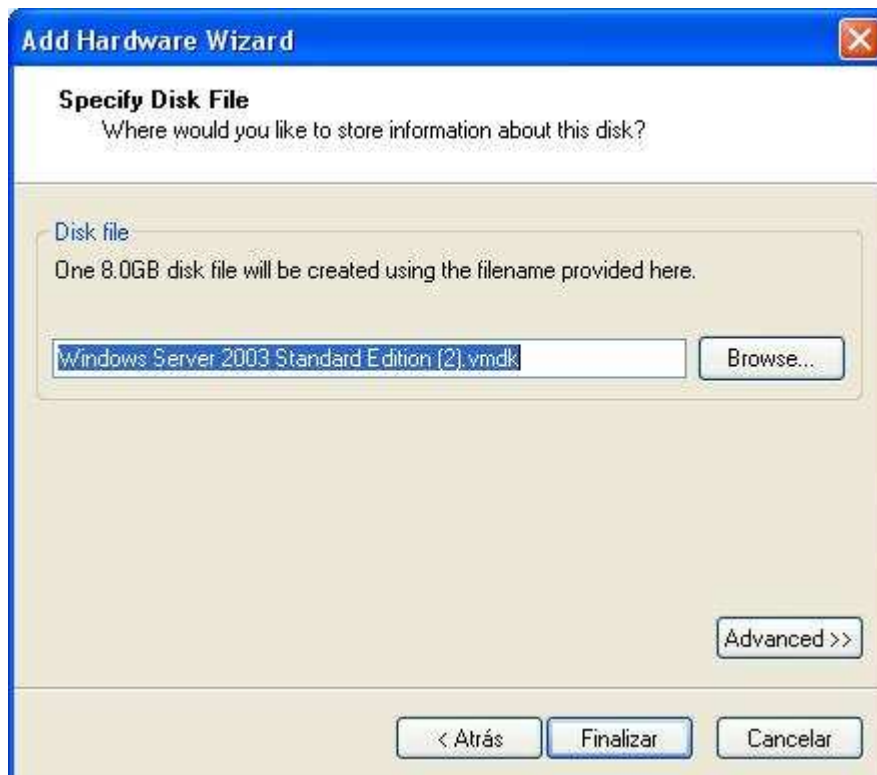 Add Hardware Wizard
Specify Disk File
Where would you like to store information about this disk?
Disk file
One 8.0GB disk file will be created using the filename provided here.
Windows Server 2003 Standard Edition (2).vmdk
Browse...
Advanced >>
< Atrás
Finalizar
Cancelar